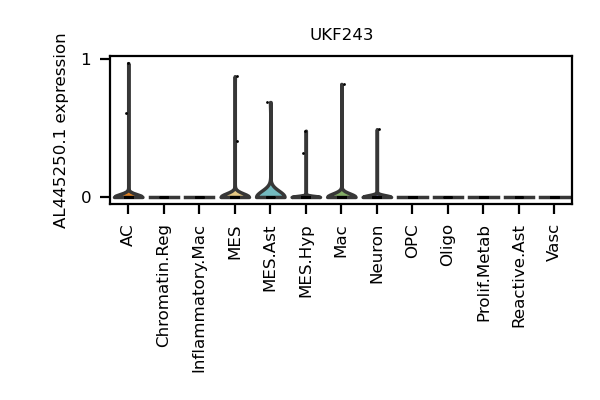 UKF243
AL445250.1 expression
1
0
AC
Chromatin.Reg
Inflammatory.Mac
MES
MES.Ast
MES.Hyp
Mac
Neuron
OPC
Oligo
Prolif.Metab
Reactive.Ast
Vasc